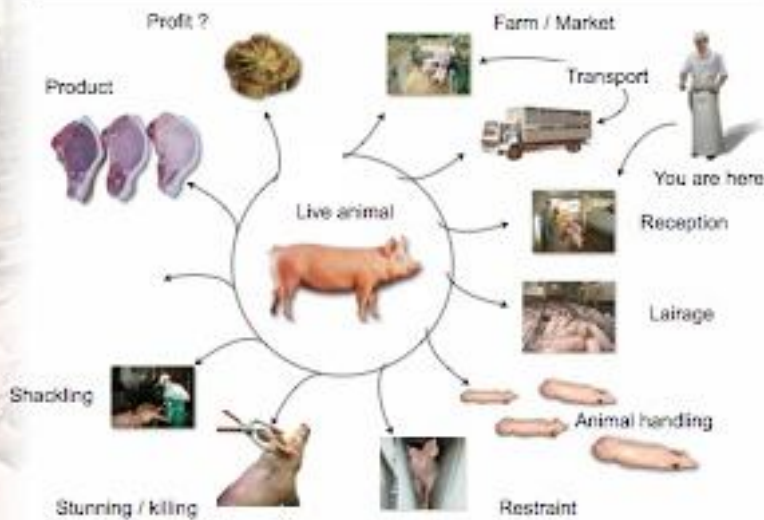 Profit ?
Farm / Market
Transport
Product
You are here
Live animal
Reception
Lairage
Shackling
Animal handling
Stunning / killing
Restraint